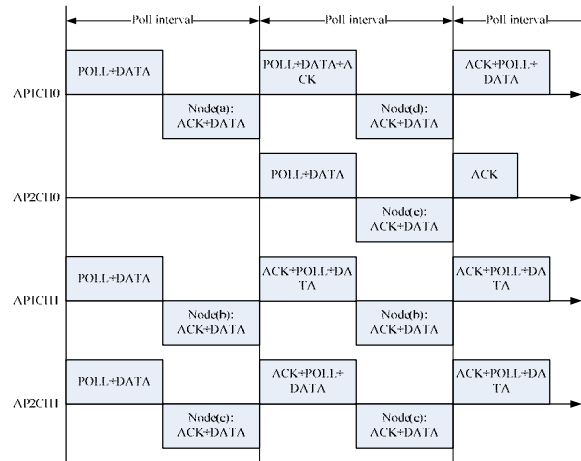 Poll interval Poll interval Poll interval
POLL+DATA POLL+DATA+A ACK+POLL+
CK DATA
AP1CH0
Node(a): Node(d):
ACK+DATA ACK+DATA
POLL+DATA ACK
AP2CH0
Node(e):
ACK+DATA
POLL+DATA ACK+POLL+DA ACK+POLL+DA
TA TA
AP1CH1
Node(b): Node(b):
ACK+DATA ACK+DATA
POLL+DATA ACK+POLL+ ACK+POLL+DA
DATA TA
AP2CH1
Node(c): Node(c):
ACK+DATA ACK+DATA